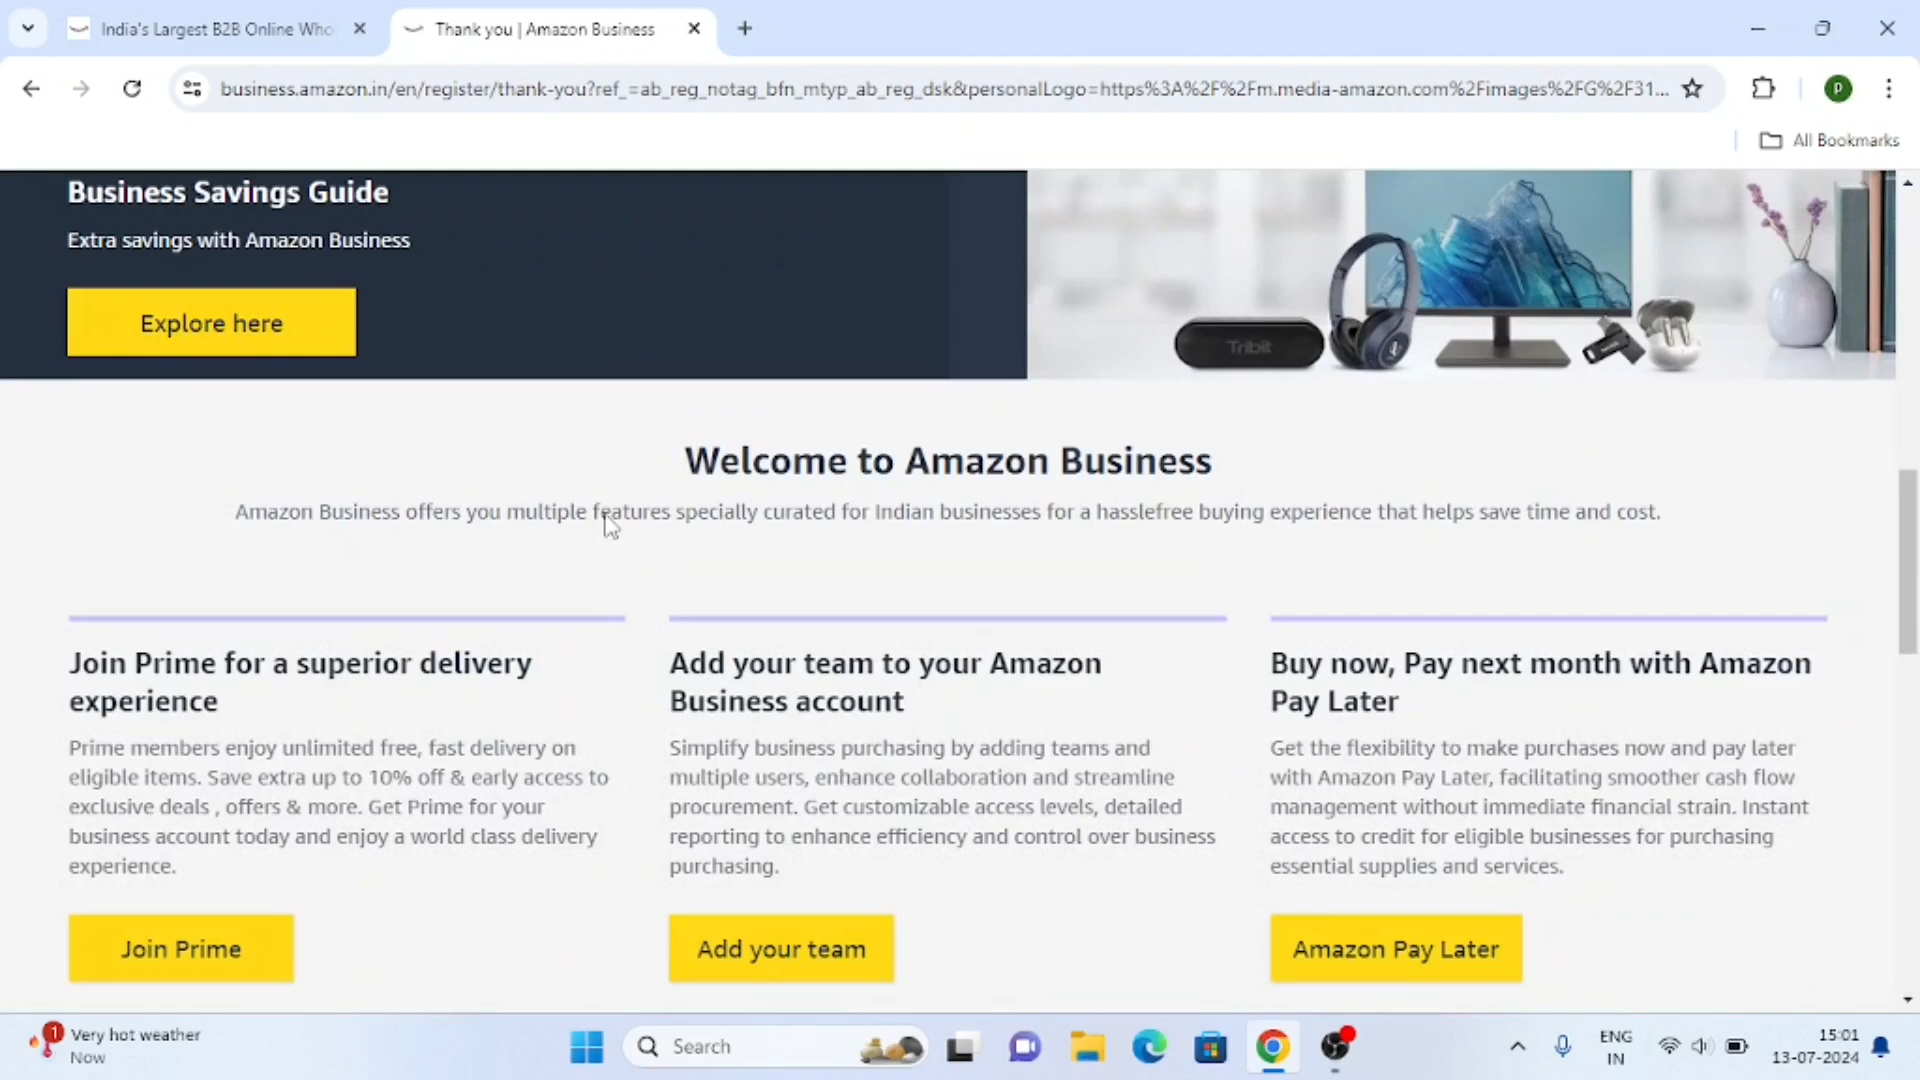 India's Largest B2B Online Who
Thank you | Amazon Business
business.amazon.in/en/register/thank-you?ref_=ab_reg_notag_bfn_mtyp_ab_reg_dsk&personalLogo=https%3A%2F%2Fm.media-amazon.com%2Fimages%2FG%2F31...
P
All Bookmarks
Business Savings Guide
Extra savings with Amazon Business
Explore here
Tribit
Welcome to Amazon Business
Amazon Business offers you multiple features specially curated for Indian businesses for a hasslefree buying experience that helps save time and cost.
Join Prime for a superior delivery
experience
Prime members enjoy unlimited free, fast delivery on
eligible items. Save extra up to 10% off & early access to
exclusive deals , offers & more. Get Prime for your
business account today and enjoy a world class delivery
experience.
Join Prime
Add your team to your Amazon
Business account
Simplify business purchasing by adding teams and
multiple users, enhance collaboration and streamline
procurement. Get customizable access levels, detailed
reporting to enhance efficiency and control over business
purchasing.
Add your team
Buy now, Pay next month with Amazon
Pay Later
Get the flexibility to make purchases now and pay later
with Amazon Pay Later, facilitating smoother cash flow
management without immediate financial strain. Instant
access to credit for eligible businesses for purchasing
essential supplies and services.
Amazon Pay Later
1
Very hot weather
Now
Search
ENG
IN
15:01
13-07-2024